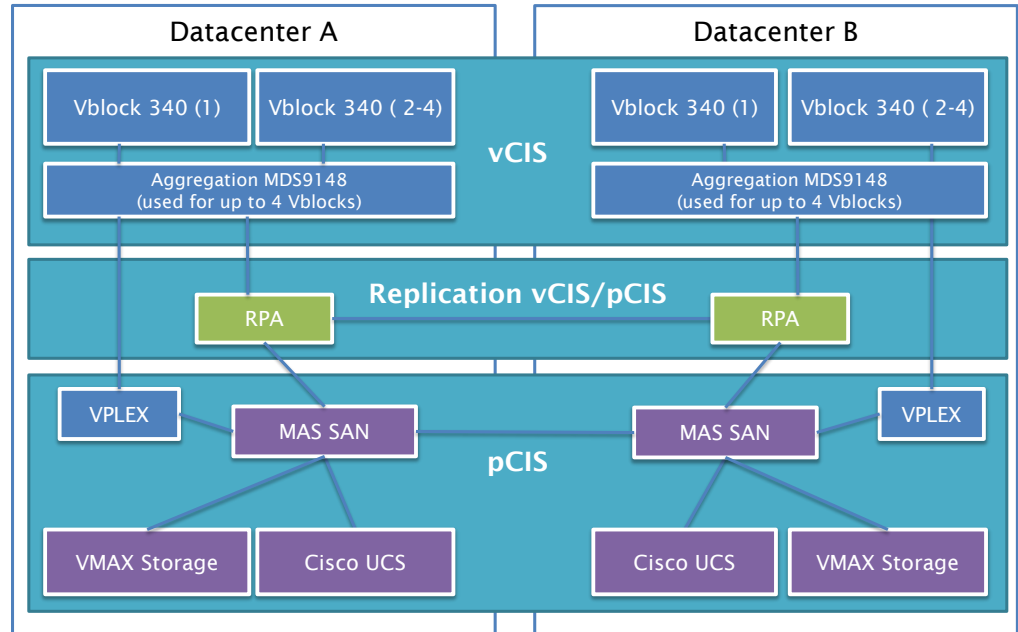 Datacenter A
Datacenter B
Vblock 340 (1)
Vblock 340 ( 2-4)
Vblock 340 (1)
Vblock 340 ( 2-4)
vCIS
Aggregation MDS9148
(used for up to 4 Vblocks)
Aggregation MDS9148
(used for up to 4 Vblocks)
Replication vCIS/pCIS
RPA
RPA
VPLEX
MAS SAN
MAS SAN
VPLEX
pCIS
VMAX Storage
Cisco UCS
Cisco UCS
VMAX Storage